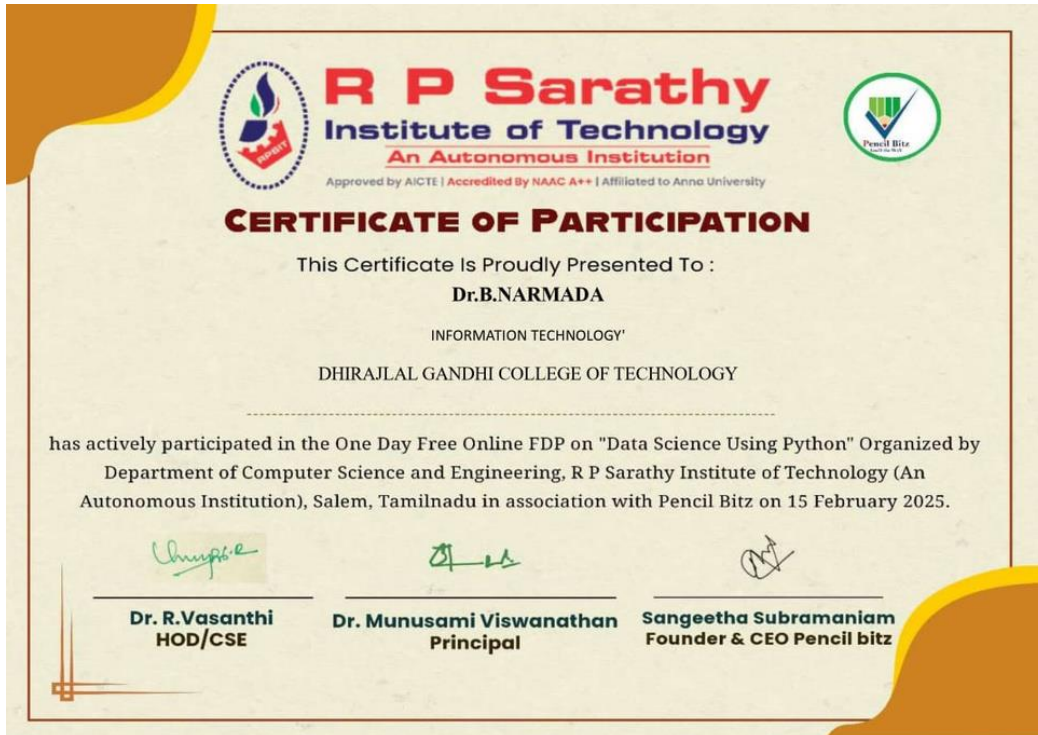 RPSIT
R P Sarathy
Institute of Technology
An Autonomous Institution
Approved by AICTE | Accredited By NAAC A++ | Affiliated to Anna University
Pencil Bitz
CERTIFICATE OF PARTICIPATION
This Certificate Is Proudly Presented To :
Dr.B.NARMADA
INFORMATION TECHNOLOGY'
DHIRAJLAL GANDHI COLLEGE OF TECHNOLOGY
has actively participated in the One Day Free Online FDP on "Data Science Using Python" Organized by
Department of Computer Science and Engineering, R P Sarathy Institute of Technology (An
Autonomous Institution), Salem, Tamilnadu in association with Pencil Bitz on 15 February 2025.
Dr. R.Vasanthi
HOD/CSE
Dr. Munusami Viswanathan
Principal
Sangeetha Subramaniam
Founder & CEO Pencil bitz